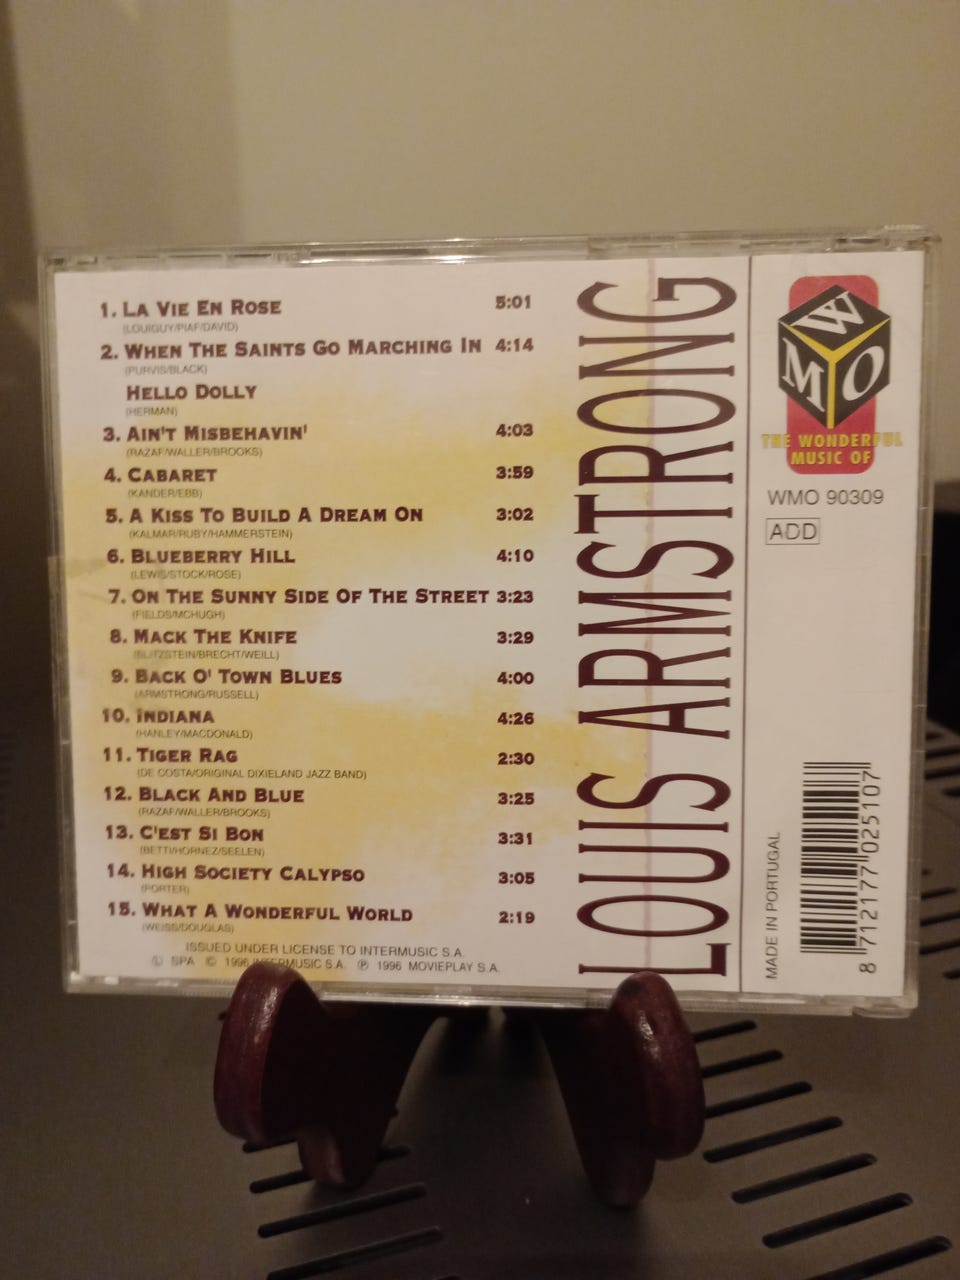 1. LA VIE EN ROSE 5:01
(LOUIGUY/PIAF/DAVID)
2. WHEN THE SAINTS GO MARCHING IN 4:14
(PURVIS/BLACK)
HELLO DOLLY
(HERMAN)
3. AIN'T MISBEHAVIN' 4:03
(RAZAF/WALLER/BROOKS)
4. CABARET 3:59
(KANDER/EBB)
5. A KISS TO BUILD A DREAM ON 3:02
(KALMAR/RUBY/HAMMERSTEIN)
6. BLUEBERRY HILL 4:10
(LEWIS/STOCK/ROSE)
7. ON THE SUNNY SIDE OF THE STREET 3:23
(FIELDS/MCHUGH)
8. MACK THE KNIFE 3:29
(BLITZSTEIN/BRECHT/WEILL)
9. BACK O' TOWN BLUES 4:00
(ARMSTRONG/RUSSELL)
10. INDIANA 4:26
(HANLEY/MACDONALD)
11. TIGER RAG 2:30
(DE COSTA/ORIGINAL DIXIELAND JAZZ BAND)
12. BLACK AND BLUE 3:25
(RAZAF/WALLER/BROOKS)
13. C'EST SI BON 3:31
(BETTI/HORNEZ/SEELEN)
14. HIGH SOCIETY CALYPSO 3:05
(PORTER)
15. WHAT A WONDERFUL WORLD 2:19
(WEISS/DOUGLAS)
ISSUED UNDER LICENSE TO INTERMUSIC S.A.
Ⓛ SPA © 1996 INTERMUSIC S.A. ℗ 1996 MOVIEPLAY S.A.
LOUIS ARMSTRONG
WMO
THE WONDERFUL
MUSIC OF
WMO 90309
ADD
MADE IN PORTUGAL
8 712177 025107